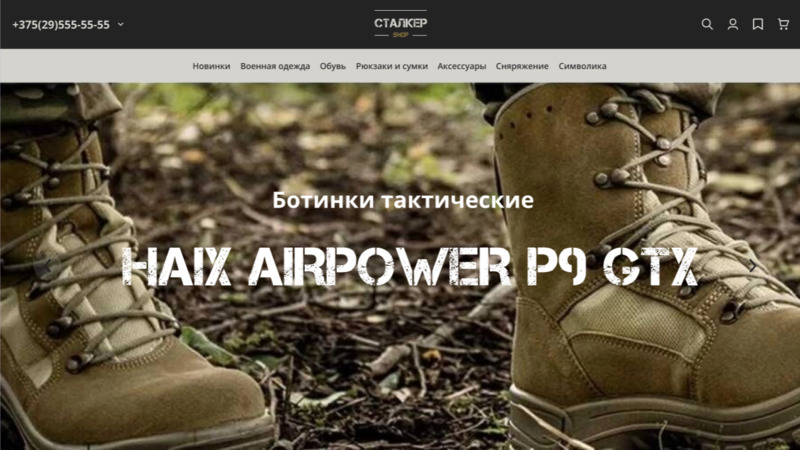 +375(29)555-55-55
СТАЛКЕР
SHOP
Новинки Военная одежда Обувь Рюкзаки и сумки Аксессуары Сняряжение Символика
Ботинки тактические
HAIX AIRPOWER P9 GTX